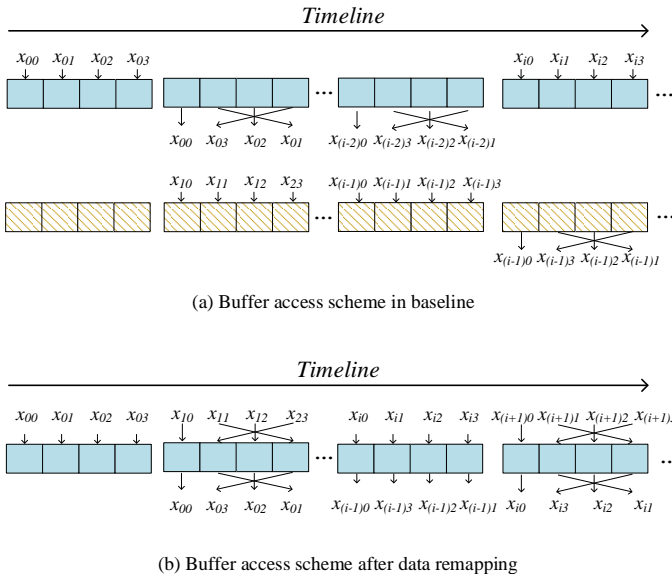 Timeline
x00 x01 x02 x03 xi0 xi1 xi2 xi3
... ...
x00 x03 x02 x01 x(i-2)0 x(i-2)3 x(i-2)2 x(i-2)1
x10 x11 x12 x23 x(i-1)0 x(i-1)1 x(i-1)2 x(i-1)3
... ...
x(i-1)0 x(i-1)3 x(i-1)2 x(i-1)1
(a) Buffer access scheme in baseline
Timeline
x00 x01 x02 x03 x10 x11 x12 x23 xi0 xi1 xi2 xi3 x(i+1)0 x(i+1)1 x(i+1)2 x(i+1)
... ...
x00 x03 x02 x01 x(i-1)0 x(i-1)3 x(i-1)2 x(i-1)1 xi0 xi3 xi2 xi1
(b) Buffer access scheme after data remapping